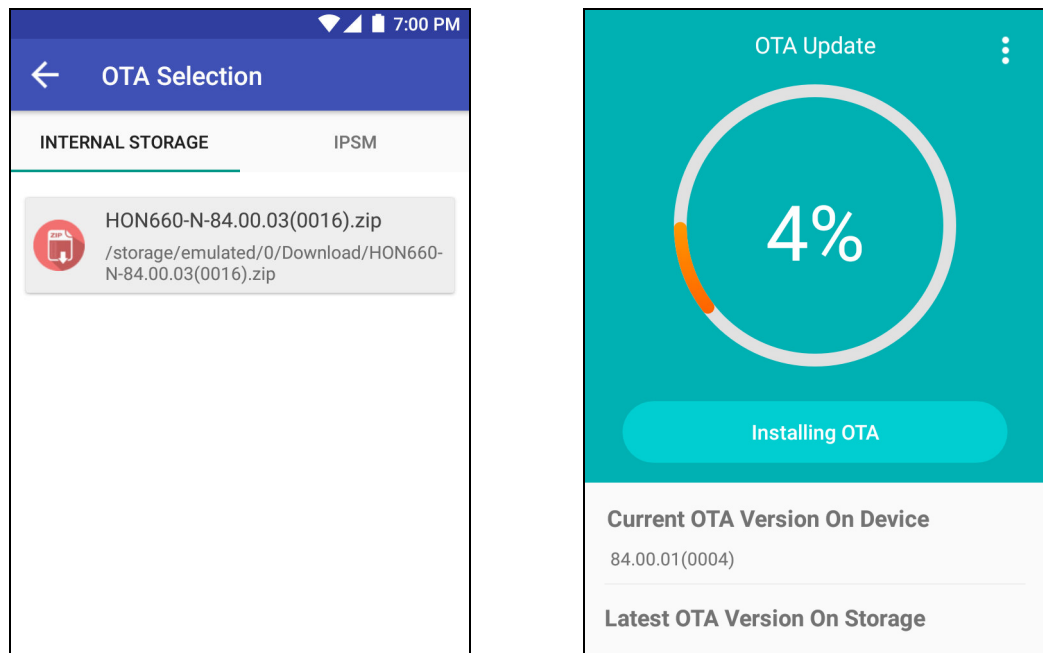 7:00 PM
OTA Selection
INTERNAL STORAGE
IPSM
ZIP
HON660-N-84.00.03(0016).zip
/storage/emulated/0/Download/HON660-
N-84.00.03(0016).zip
OTA Update
4%
Installing OTA
Current OTA Version On Device
84.00.01(0004)
Latest OTA Version On Storage